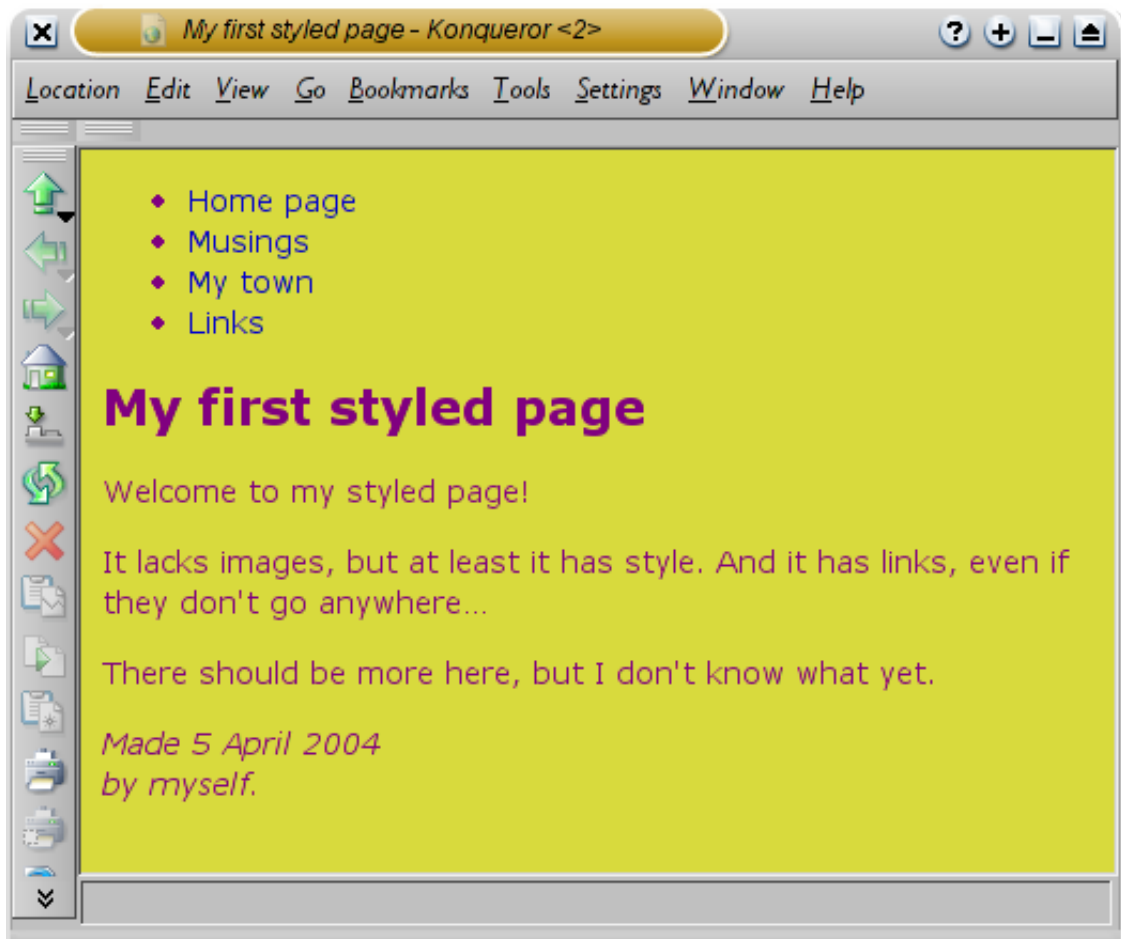 My first styled page - Konqueror <2>
Location Edit View Go Bookmarks Tools Settings Window Help
Home page
Musings
My town
Links
My first styled page
Welcome to my styled page!
It lacks images, but at least it has style. And it has links, even if
they don't go anywhere...
There should be more here, but I don't know what yet.
Made 5 April 2004
by myself.